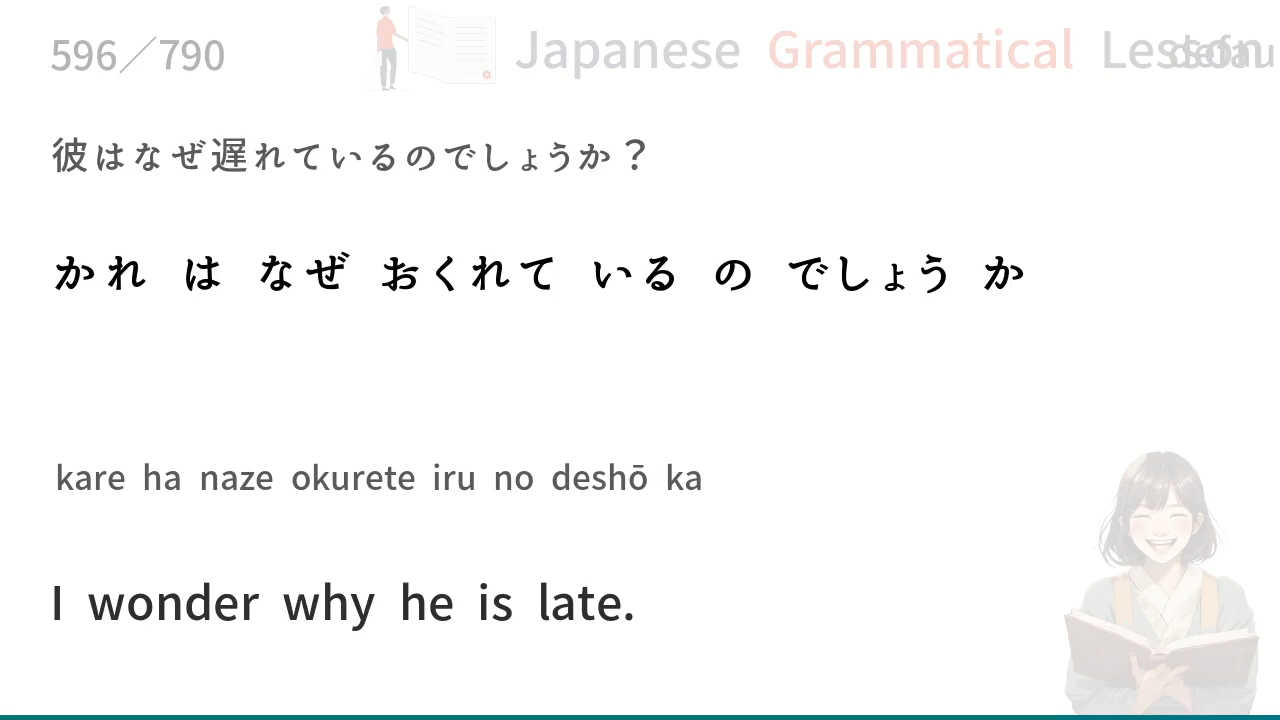 596／790
Japanese Grammatical Lesson
defau
彼はなぜ遅れているのでしょうか？
かれ は なぜ おくれて いる の でしょう か
kare ha naze okurete iru no deshō ka
I wonder why he is late.